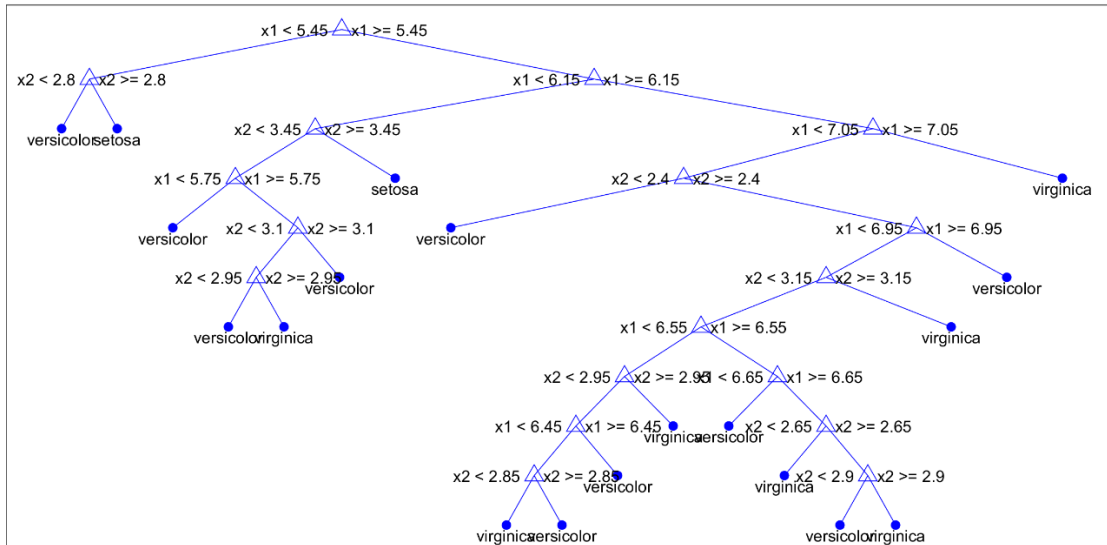 x1 < 5.45 x1 >= 5.45
x2 < 2.8 x2 >= 2.8 x1 < 6.15 x1 >= 6.15
versicolor setosa x2 < 3.45 x2 >= 3.45 x1 < 7.05 x1 >= 7.05
x1 < 5.75 x1 >= 5.75 setosa x2 < 2.4 x2 >= 2.4 virginica
versicolor x2 < 3.1 x2 >= 3.1 versicolor x1 < 6.95 x1 >= 6.95
x2 < 2.95 x2 >= 2.95 versicolor x2 < 3.15 x2 >= 3.15 versicolor
versicolor virginica x1 < 6.55 x1 >= 6.55 virginica
x2 < 2.95 x2 >= 2.95 x1 < 6.65 x1 >= 6.65
x1 < 6.45 x1 >= 6.45 virginica versicolor x2 < 2.65 x2 >= 2.65
x2 < 2.85 x2 >= 2.85 versicolor virginica x2 < 2.9 x2 >= 2.9
virginica versicolor versicolor virginica